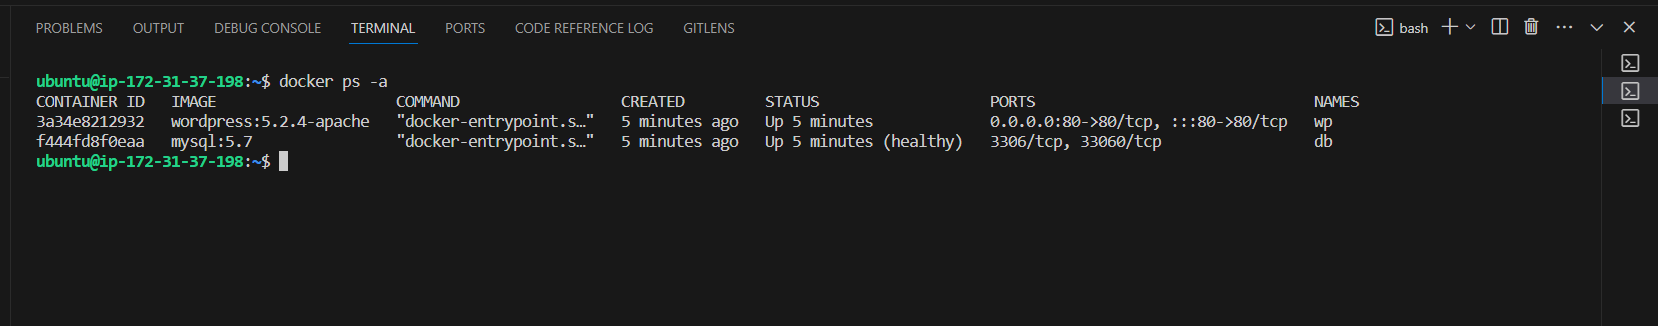 PROBLEMS OUTPUT DEBUG CONSOLE TERMINAL PORTS CODE REFERENCE LOG GITLENS bash
ubuntu@ip-172-31-37-198:~$ docker ps -a
CONTAINER ID IMAGE COMMAND CREATED STATUS PORTS NAMES
3a34e8212932 wordpress:5.2.4-apache "docker-entrypoint.s…" 5 minutes ago Up 5 minutes 0.0.0.0:80->80/tcp, :::80->80/tcp wp
f444fd8f0eaa mysql:5.7 "docker-entrypoint.s…" 5 minutes ago Up 5 minutes (healthy) 3306/tcp, 33060/tcp db
ubuntu@ip-172-31-37-198:~$